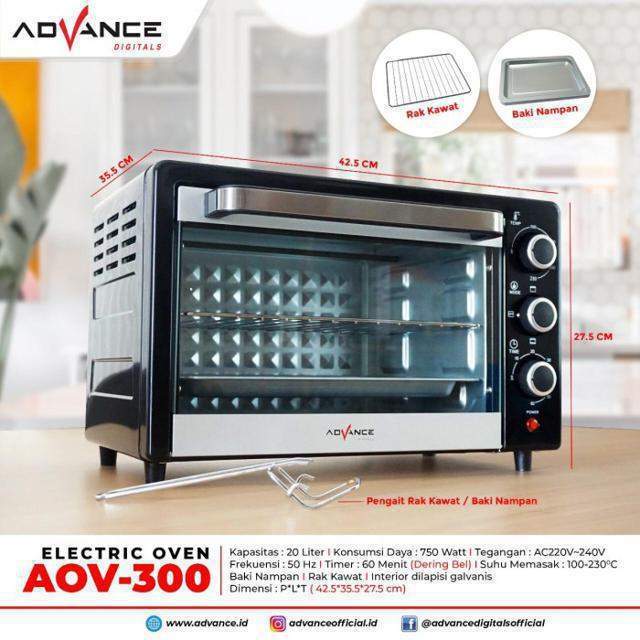 ADVANCE
DIGITALS
Rak Kawat
Baki Nampan
35.5 CM
42.5 CM
27.5 CM
TEMP
230
MODE
TIME
POWER
ADVANCE
Pengait Rak Kawat / Baki Nampan
ELECTRIC OVEN
AOV-300
Kapasitas : 20 Liter I Konsumsi Daya : 750 Watt I Tegangan : AC220V~240V
Frekuensi : 50 Hz I Timer : 60 Menit (Dering Bel) I Suhu Memasak : 100-230°C
Baki Nampan I Rak Kawat I Interior dilapisi galvanis
Dimensi : P*L*T ( 42.5*35.5*27.5 cm)
www.advance.id
advanceofficial.id
@advancedigitalsofficial